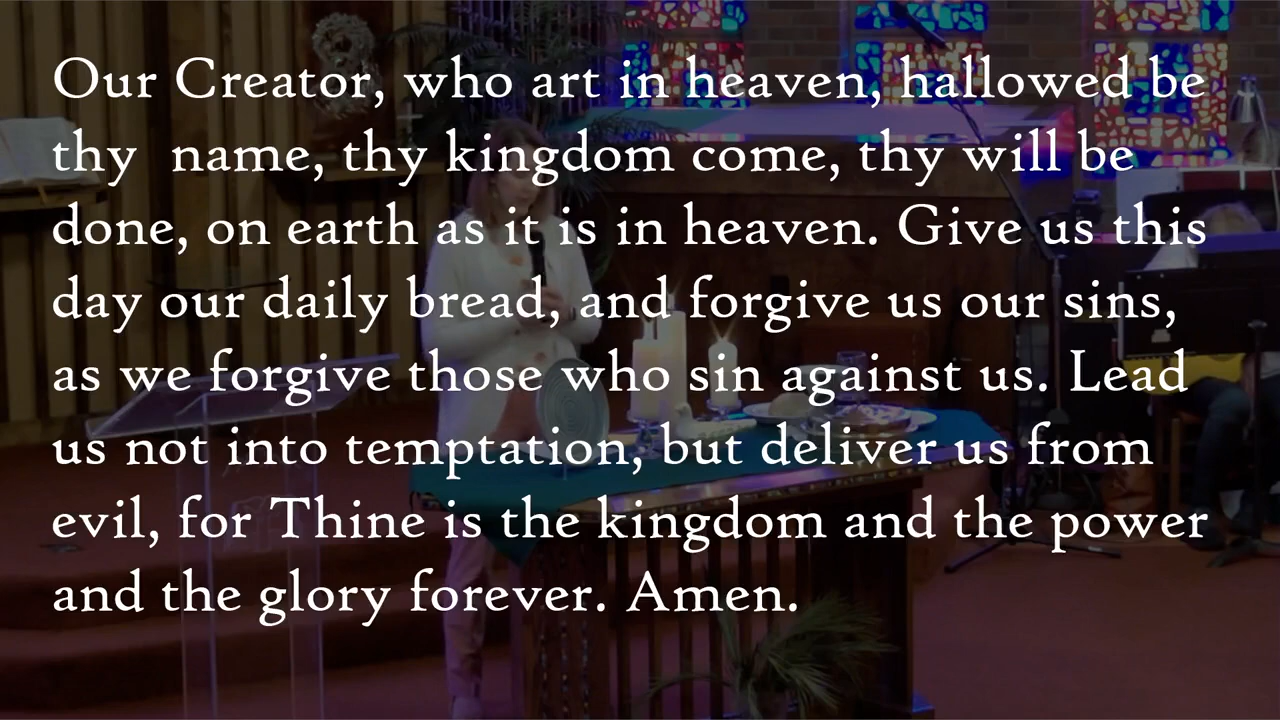 Our Creator, who art in heaven, hallowed be
thy  name, thy kingdom come, thy will be
done, on earth as it is in heaven. Give us this
day our daily bread, and forgive us our sins,
as we forgive those who sin against us. Lead
us not into temptation, but deliver us from
evil, for Thine is the kingdom and the power
and the glory forever. Amen.